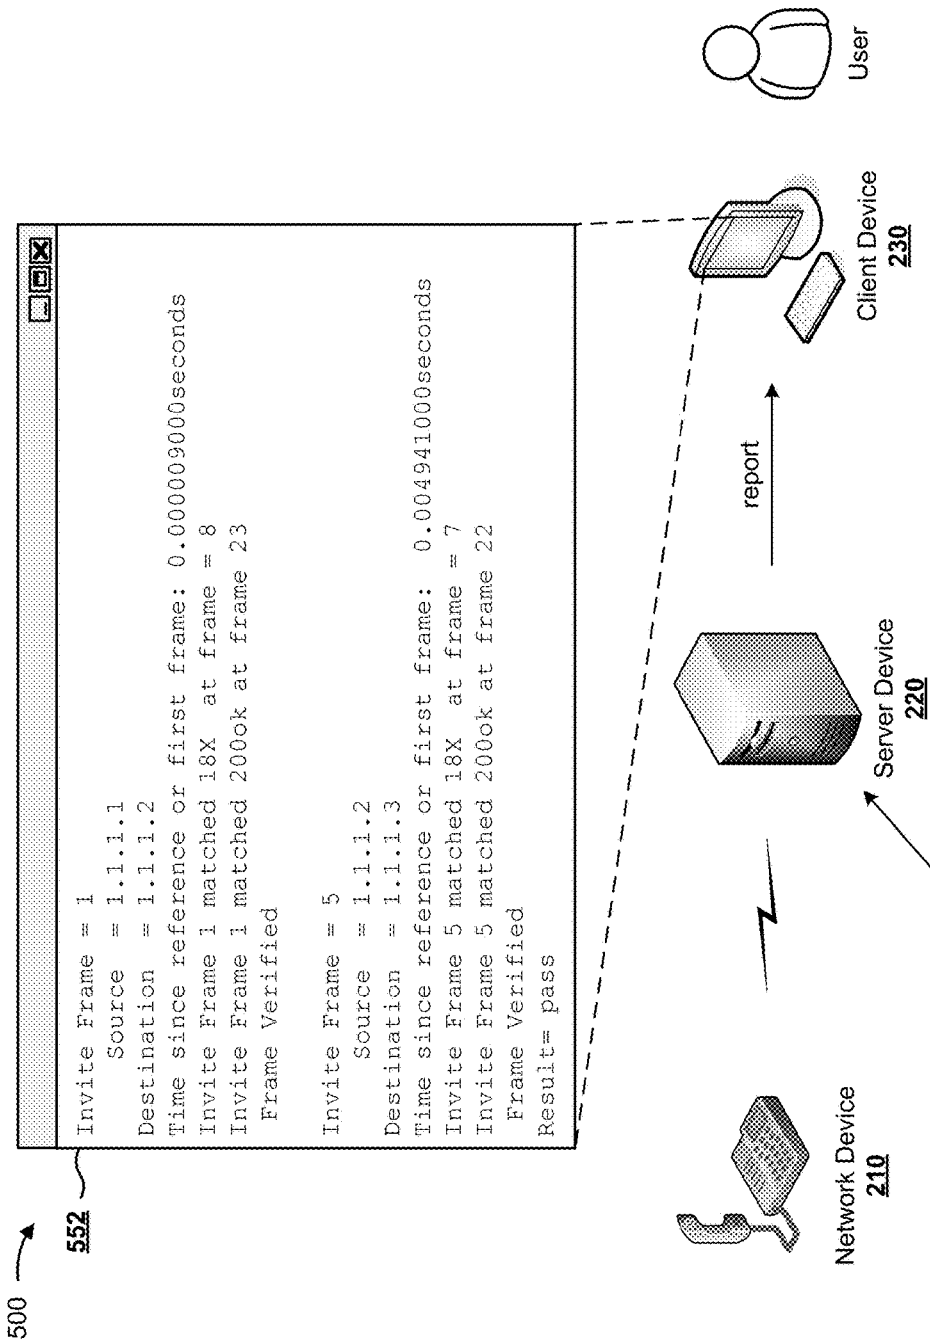 500
552
Invite Frame = 1
Source = 1.1.1.1
Destination = 1.1.1.2
Time since reference or first frame: 0.000009000seconds
Invite Frame 1 matched 18X at frame = 8
Invite Frame 1 matched 200ok at frame 23
Frame Verified
Invite Frame = 5
Source = 1.1.1.2
Destination = 1.1.1.3
Time since reference or first frame: 0.004941000seconds
Invite Frame 5 matched 18X at frame = 7
Invite Frame 5 matched 200ok at frame 22
Frame Verified
Result= pass
report
Network Device
210
Server Device
220
Client Device
230
User